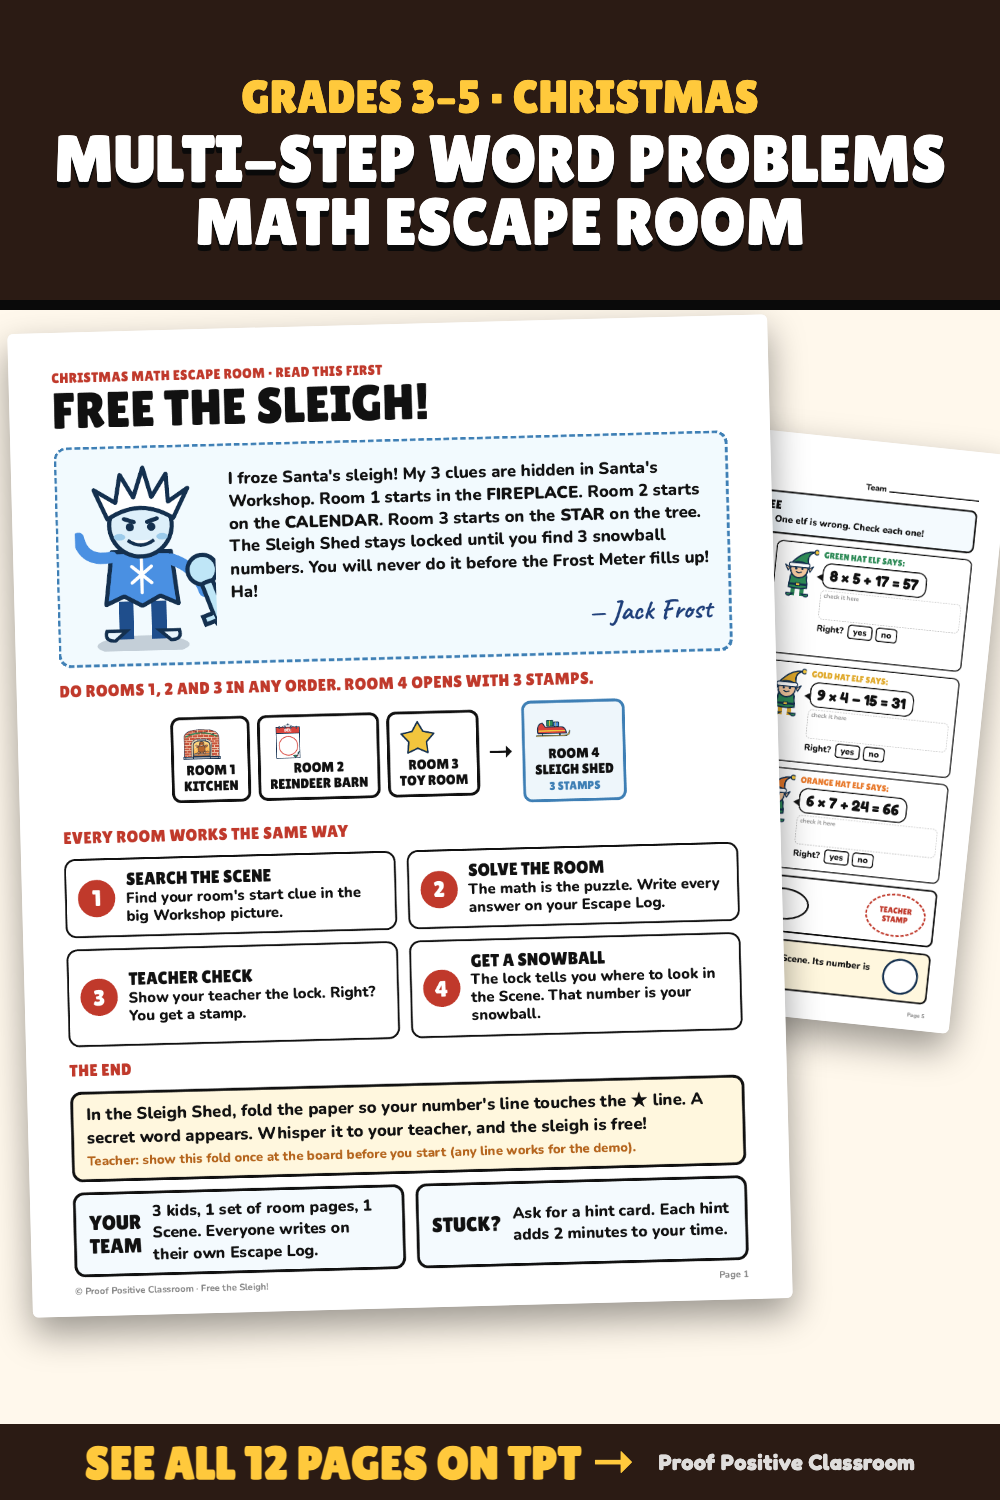 GRADES 3-5 · CHRISTMAS
MULTI-STEP WORD PROBLEMS
MATH ESCAPE ROOM
CHRISTMAS MATH ESCAPE ROOM · READ THIS FIRST
FREE THE SLEIGH!
I froze Santa's sleigh! My 3 clues are hidden in Santa's
Workshop. Room 1 starts in the FIREPLACE. Room 2 starts
on the CALENDAR. Room 3 starts on the STAR on the tree.
The Sleigh Shed stays locked until you find 3 snowball
numbers. You will never do it before the Frost Meter fills up!
Ha!
— Jack Frost
DO ROOMS 1, 2 AND 3 IN ANY ORDER. ROOM 4 OPENS WITH 3 STAMPS.
ROOM 1
KITCHEN
ROOM 2
REINDEER BARN
ROOM 3
TOY ROOM
→
ROOM 4
SLEIGH SHED
3 STAMPS
EVERY ROOM WORKS THE SAME WAY
1
SEARCH THE SCENE
Find your room's start clue in the
big Workshop picture.
2
SOLVE THE ROOM
The math is the puzzle. Write every
answer on your Escape Log.
3
TEACHER CHECK
Show your teacher the lock. Right?
You get a stamp.
4
GET A SNOWBALL
The lock tells you where to look in
the Scene. That number is your
snowball.
THE END
In the Sleigh Shed, fold the paper so your number's line touches the ★ line. A
secret word appears. Whisper it to your teacher, and the sleigh is free!
Teacher: show this fold once at the board before you start (any line works for the demo).
YOUR
TEAM
3 kids, 1 set of room pages, 1
Scene. Everyone writes on
their own Escape Log.
STUCK?
Ask for a hint card. Each hint
adds 2 minutes to your time.
© Proof Positive Classroom · Free the Sleigh!
Page 1
Team
One elf is wrong. Check each one!
GREEN HAT ELF SAYS:
8 × 5 + 17 = 57
check it here
Right? yes no
GOLD HAT ELF SAYS:
9 × 4 − 15 = 31
check it here
Right? yes no
ORANGE HAT ELF SAYS:
6 × 7 + 24 = 66
check it here
Right? yes no
TEACHER
STAMP
Scene. Its number is
Page 5
SEE ALL 12 PAGES ON TPT →
Proof Positive Classroom